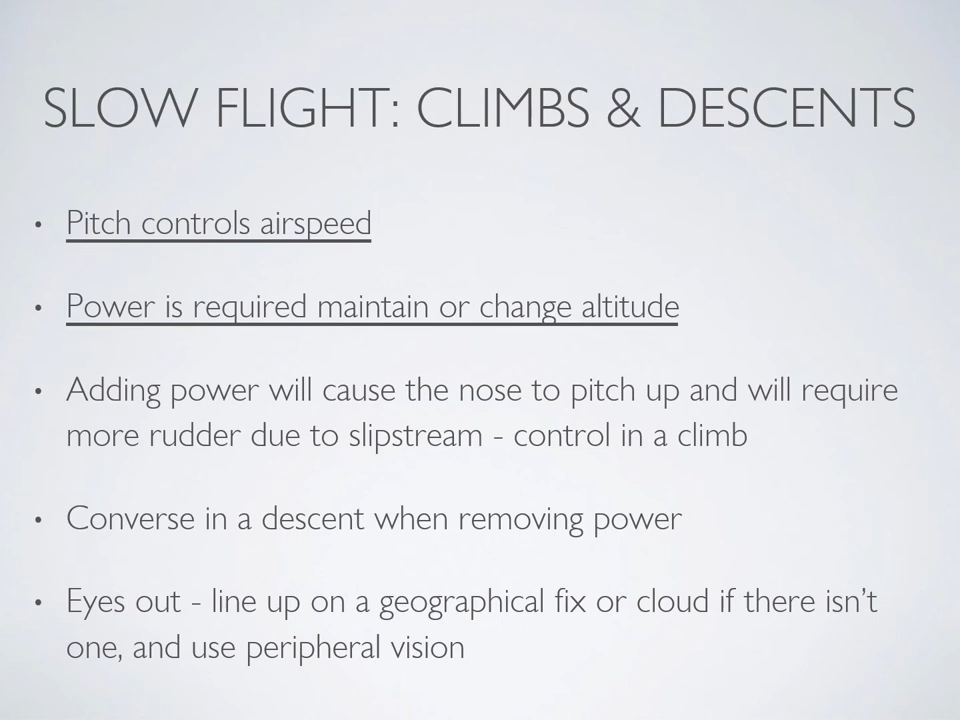 SLOW FLIGHT: CLIMBS & DESCENTS
• Pitch controls airspeed
• Power is required maintain or change altitude
• Adding power will cause the nose to pitch up and will require
more rudder due to slipstream - control in a climb
• Converse in a descent when removing power
• Eyes out - line up on a geographical fix or cloud if there isn’t
one, and use peripheral vision